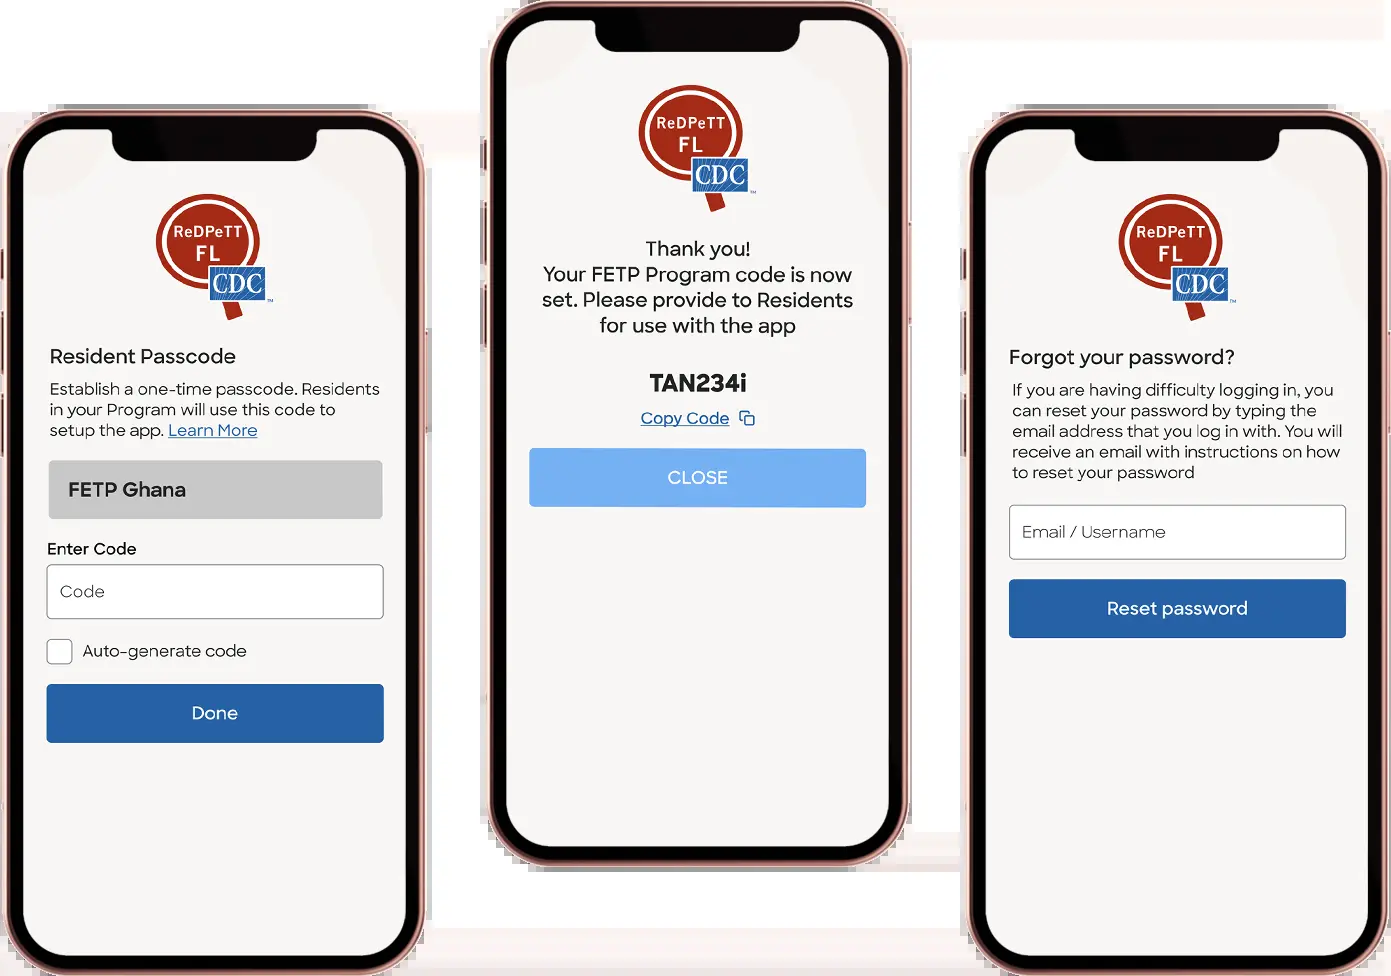 ReDPeTT
FL
CDC
™
Resident Passcode
Establish a one-time passcode. Residents
in your Program will use this code to
setup the app. Learn More
FETP Ghana
Enter Code
Code
Auto-generate code
Done
ReDPeTT
FL
CDC
™
Thank you!
Your FETP Program code is now
set. Please provide to Residents
for use with the app
TAN234i
Copy Code
CLOSE
ReDPeTT
FL
CDC
™
Forgot your password?
If you are having difficulty logging in, you
can reset your password by typing the
email address that you log in with. You will
receive an email with instructions on how
to reset your password
Email / Username
Reset password